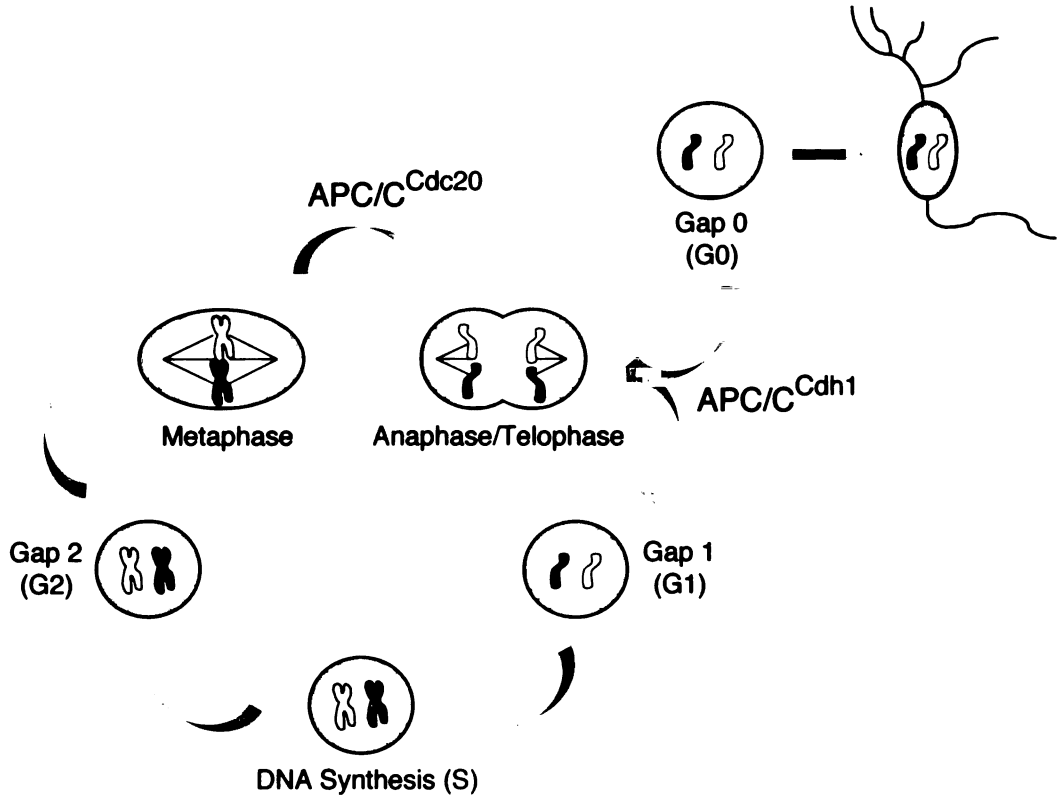 APC/C^Cdc20
Gap 0
(G0)
APC/C^Cdh1
Metaphase
Anaphase/Telophase
Gap 2
(G2)
Gap 1
(G1)
DNA Synthesis (S)